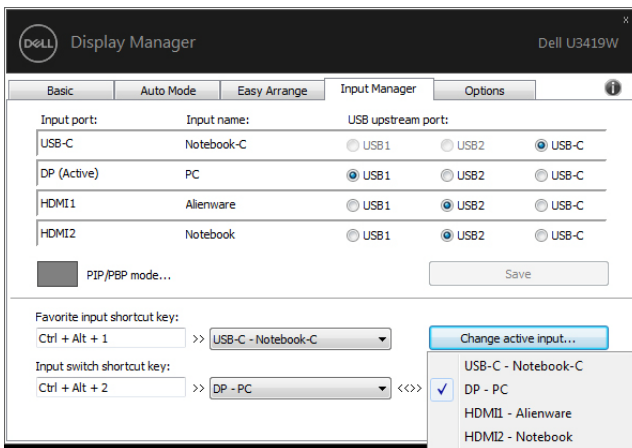 x
DELL Display Manager Dell U3419W
Basic Auto Mode Easy Arrange Input Manager Options i
Input port: Input name: USB upstream port:
USB-C Notebook-C USB1 USB2 USB-C
DP (Active) PC USB1 USB2 USB-C
HDMI1 Alienware USB1 USB2 USB-C
HDMI2 Notebook USB1 USB2 USB-C
PIP/PBP mode... Save
Favorite input shortcut key:
Ctrl + Alt + 1 >> USB-C - Notebook-C Change active input...
Input switch shortcut key:
Ctrl + Alt + 2 >> DP - PC <<>>
USB-C - Notebook-C
DP - PC
HDMI1 - Alienware
HDMI2 - Notebook